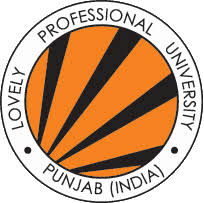 LOVELY PROFESSIONAL UNIVERSITY
PUNJAB (INDIA)